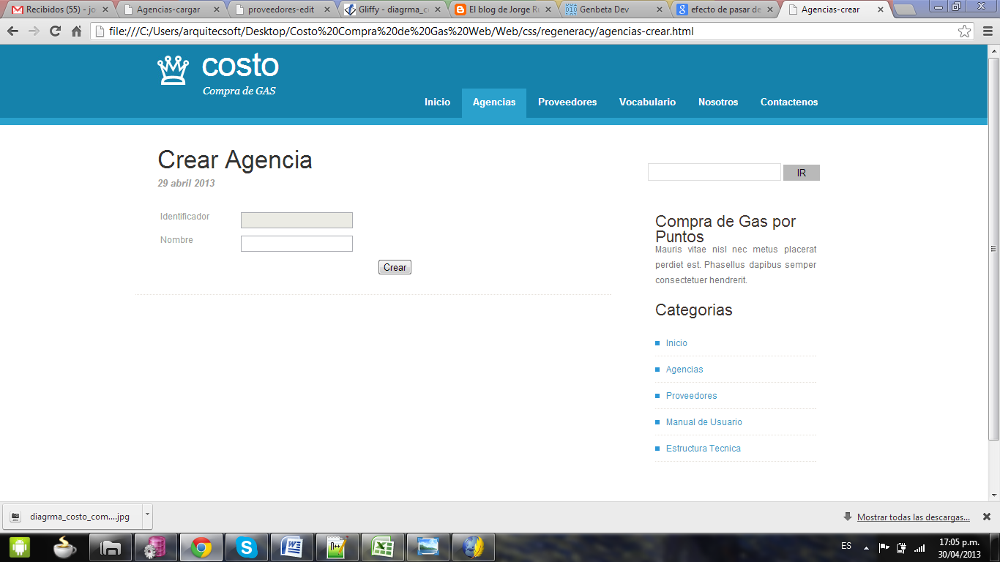 Recibidos (55) - jo
Agencias-cargar
proveedores-edit
Gliffy - diagrma_c
El blog de Jorge Ru
Genbeta Dev
efecto de pasar de
Agencias-crear
file:///C:/Users/arquitecsoft/Desktop/Costo%20Compra%20de%20Gas%20Web/Web/css/regeneracy/agencias-crear.html
costo
Compra de GAS
Inicio Agencias Proveedores Vocabulario Nosotros Contactenos
Crear Agencia
29 abril 2013
Identificador
Nombre
Crear
IR
Compra de Gas por
Puntos
Mauris vitae nisl nec metus placerat
perdiet est. Phasellus dapibus semper
consectetuer hendrerit.
Categorias
Inicio
Agencias
Proveedores
Manual de Usuario
Estructura Tecnica
diagrma_costo_com....jpg
Mostrar todas las descargas...
ES
17:05 p.m.
30/04/2013